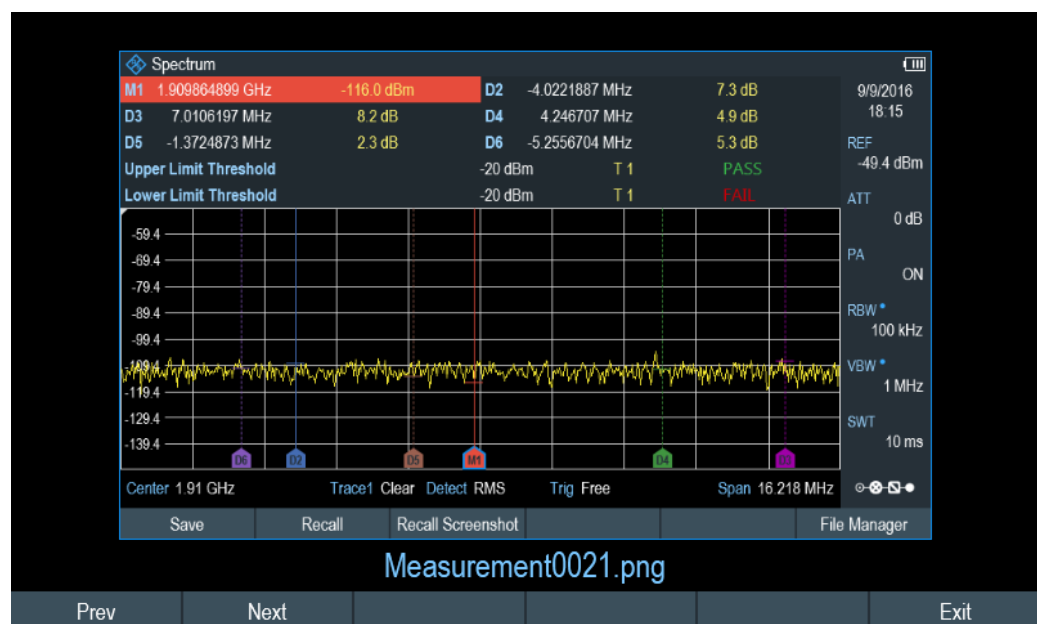 Spectrum
M1 1.909864899 GHz -116.0 dBm D2 -4.0221887 MHz 7.3 dB
D3 7.0106197 MHz 8.2 dB D4 4.246707 MHz 4.9 dB
D5 -1.3724873 MHz 2.3 dB D6 -5.2556704 MHz 5.3 dB
Upper Limit Threshold -20 dBm T 1 PASS
Lower Limit Threshold -20 dBm T 1 FAIL
9/9/2016
18:15
REF
-49.4 dBm
ATT
0 dB
PA
ON
RBW
100 kHz
VBW
1 MHz
SWT
10 ms
-59.4
-69.4
-79.4
-89.4
-99.4
-109.4
-119.4
-129.4
-139.4
D6 D2 D5 M1 D4 D3
Center 1.91 GHz Trace1 Clear Detect RMS Trig Free Span 16.218 MHz
Save Recall Recall Screenshot File Manager
Measurement0021.png
Prev Next Exit